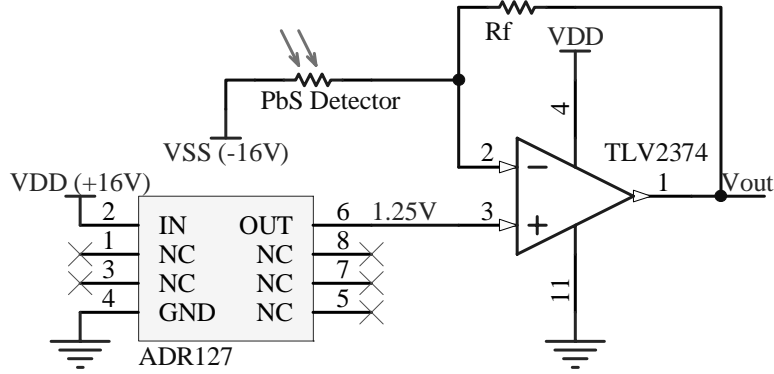 Rf
VDD
PbS Detector
4
VSS (-16V)
2
TLV2374
1
Vout
VDD (+16V)
2 IN OUT 6 1.25V 3
1 NC NC 8
3 NC NC 7
4 GND NC 5
11
ADR127